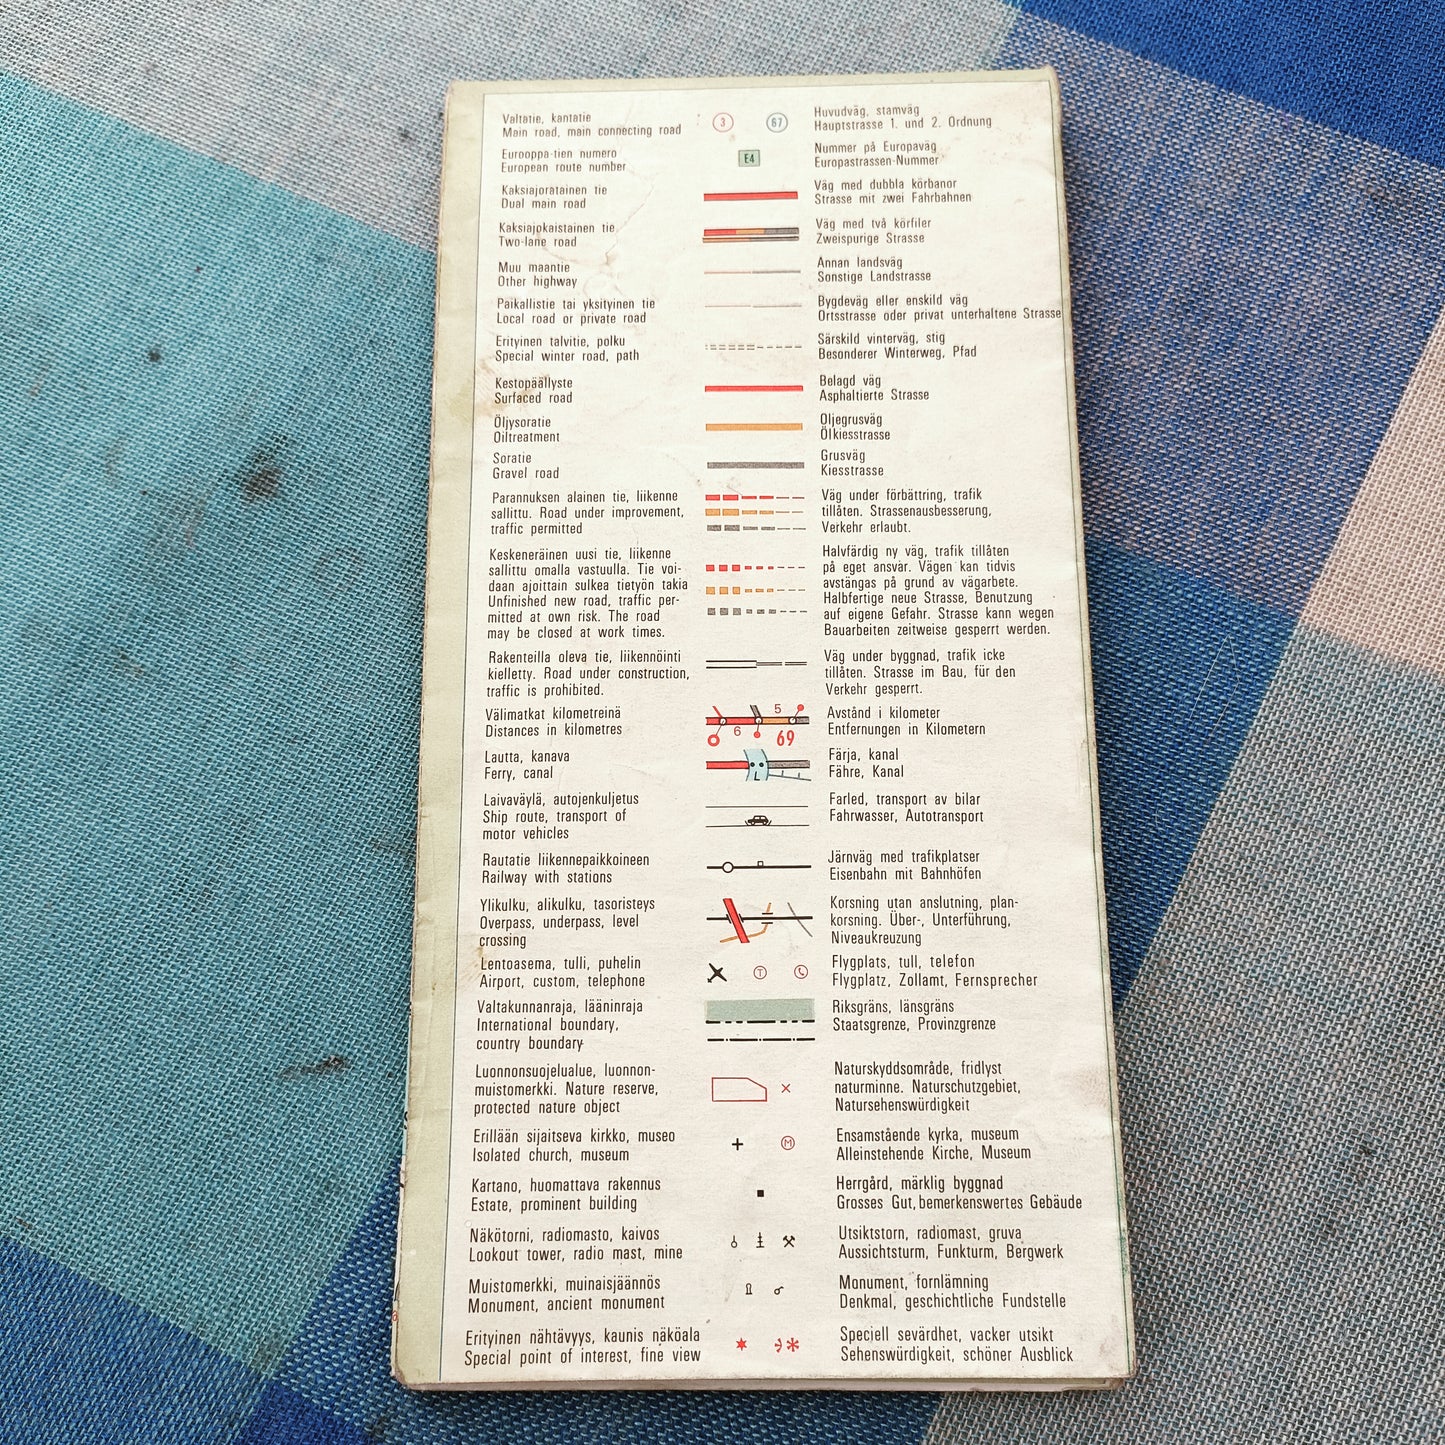 Valtatie, kantatie
Main road, main connecting road
3
67
Huvudväg, stamväg
Hauptstrasse 1. und 2. Ordnung
Eurooppa-tien numero
European route number
E4
Nummer på Europaväg
Europastrassen-Nummer
Kaksiajoratainen tie
Dual main road
Väg med dubbla körbanor
Strasse mit zwei Fahrbahnen
Kaksiajokaistainen tie
Two-lane road
Väg med två körfiler
Zweispurige Strasse
Muu maantie
Other highway
Annan landsväg
Sonstige Landstrasse
Paikallistie tai yksityinen tie
Local road or private road
Bygdeväg eller enskild väg
Ortsstrasse oder privat unterhaltene Strasse
Erityinen talvitie, polku
Special winter road, path
Särskild vinterväg, stig
Besonderer Winterweg, Pfad
Kestopäällyste
Surfaced road
Belagd väg
Asphaltierte Strasse
Öljysoratie
Oiltreatment
Oljegrusväg
Ölkiesstrasse
Soratie
Gravel road
Grusväg
Kiesstrasse
Parannuksen alainen tie, liikenne
sallittu. Road under improvement,
traffic permitted
Väg under förbättring, trafik
tillåten. Strassenausbesserung,
Verkehr erlaubt.
Keskeneräinen uusi tie, liikenne
sallittu omalla vastuulla. Tie voi-
daan ajoittain sulkea tietyön takia
Unfinished new road, traffic per-
mitted at own risk. The road
may be closed at work times.
Halvfärdig ny väg, trafik tillåten
på eget ansvar. Vägen kan tidvis
avstängas på grund av vägarbete.
Halbfertige neue Strasse, Benutzung
auf eigene Gefahr. Strasse kann wegen
Bauarbeiten zeitweise gesperrt werden.
Rakenteilla oleva tie, liikennöinti
kielletty. Road under construction,
traffic is prohibited.
Väg under byggnad, trafik icke
tillåten. Strasse im Bau, für den
Verkehr gesperrt.
Välimatkat kilometreinä
Distances in kilometres
5
6
69
Avstånd i kilometer
Entfernungen in Kilometern
Lautta, kanava
Ferry, canal
L
Färja, kanal
Fähre, Kanal
Laivaväylä, autojenkuljetus
Ship route, transport of
motor vehicles
Farled, transport av bilar
Fahrwasser, Autotransport
Rautatie liikennepaikkoineen
Railway with stations
Järnväg med trafikplatser
Eisenbahn mit Bahnhöfen
Ylikulku, alikulku, tasoristeys
Overpass, underpass, level
crossing
Korsning utan anslutning, plan-
korsning. Über-, Unterführung,
Niveaukreuzung
Lentoasema, tulli, puhelin
Airport, custom, telephone
T
Flygplats, tull, telefon
Flygplatz, Zollamt, Fernsprecher
Valtakunnanraja, lääninraja
International boundary,
country boundary
Riksgräns, länsgräns
Staatsgrenze, Provinzgrenze
Luonnonsuojelualue, luonnon-
muistomerkki. Nature reserve,
protected nature object
Naturskyddsområde, fridlyst
naturminne. Naturschutzgebiet,
Natursehenswürdigkeit
Erillään sijaitseva kirkko, museo
Isolated church, museum
M
Ensamstående kyrka, museum
Alleinstehende Kirche, Museum
Kartano, huomattava rakennus
Estate, prominent building
Herrgård, märklig byggnad
Grosses Gut, bemerkenswertes Gebäude
Näkötorni, radiomasto, kaivos
Lookout tower, radio mast, mine
Utsiktstorn, radiomast, gruva
Aussichtsturm, Funkturm, Bergwerk
Muistomerkki, muinaisjäännös
Monument, ancient monument
Monument, fornlämning
Denkmal, geschichtliche Fundstelle
Erityinen nähtävyys, kaunis näköala
Special point of interest, fine view
Speciell sevärdhet, vacker utsikt
Sehenswürdigkeit, schöner Ausblick